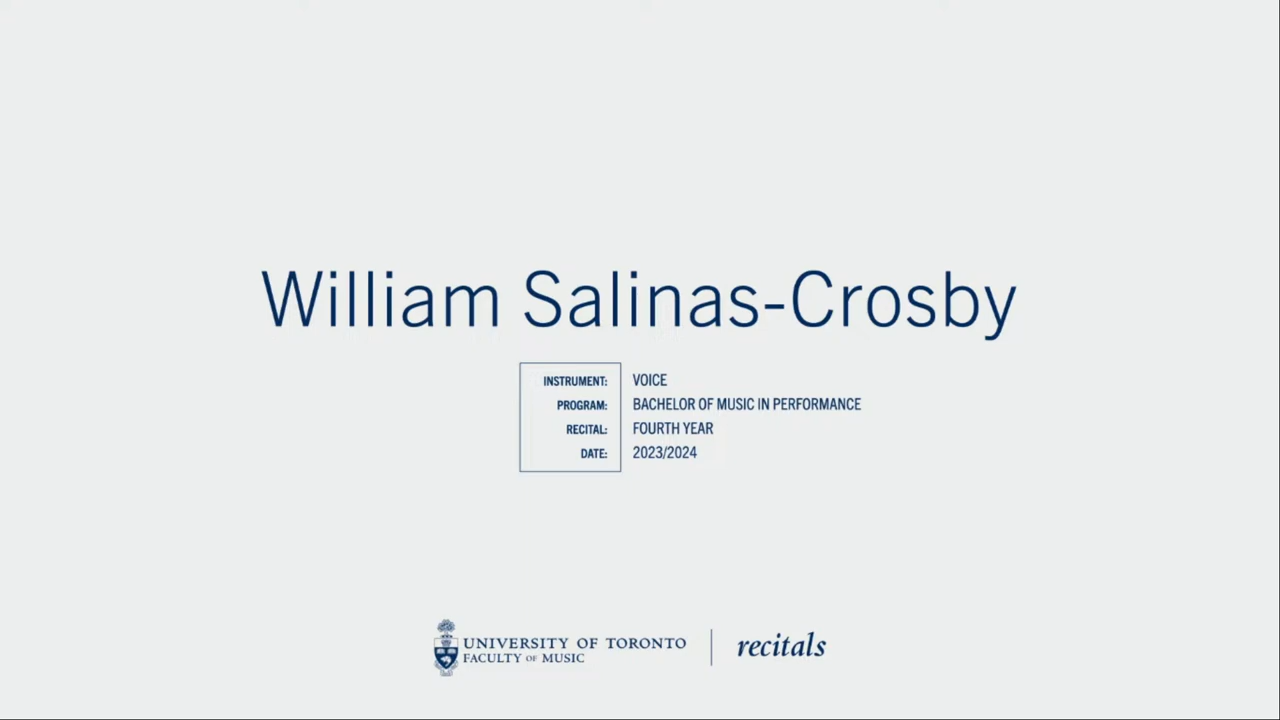 William Salinas-Crosby
INSTRUMENT: VOICE
PROGRAM: BACHELOR OF MUSIC IN PERFORMANCE
RECITAL: FOURTH YEAR
DATE: 2023/2024
UNIVERSITY OF TORONTO
FACULTY OF MUSIC
recitals